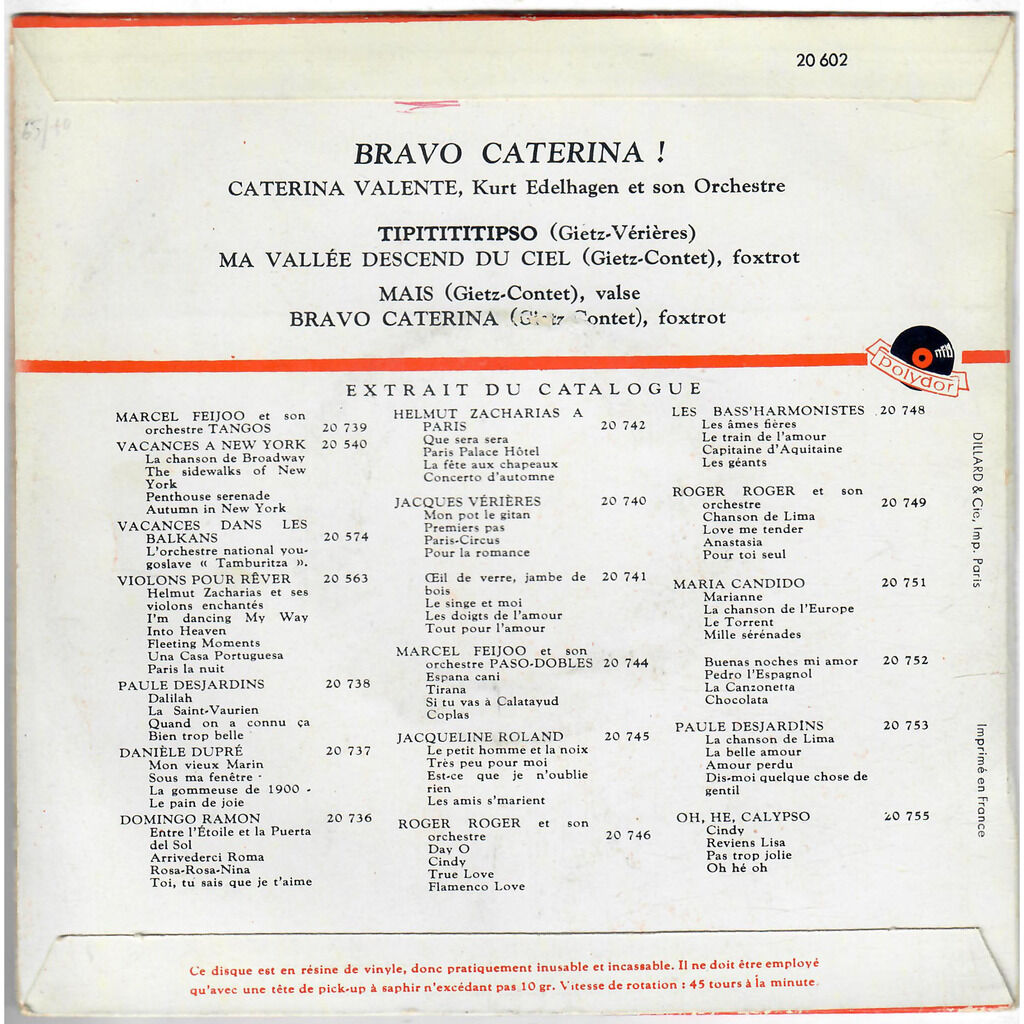 20 602
65/
BRAVO CATERINA !
CATERINA VALENTE, Kurt Edelhagen et son Orchestre
TIPITITITIPSO (Gietz-Vérières)
MA VALLÉE DESCEND DU CIEL (Gietz-Contet), foxtrot
MAIS (Gietz-Contet), valse
BRAVO CATERINA (Gietz-Contet), foxtrot
polydor
EXTRAIT DU CATALOGUE
MARCEL FEIJOO et son
orchestre TANGOS 20 739
VACANCES A NEW YORK 20 540
La chanson de Broadway
The sidewalks of New
York
Penthouse serenade
Autumn in New York
VACANCES DANS LES
BALKANS 20 574
L'orchestre national you-
goslave « Tamburitza ».
VIOLONS POUR RÊVER 20 563
Helmut Zacharias et ses
violons enchantés
I'm dancing My Way
Into Heaven
Fleeting Moments
Una Casa Portuguesa
Paris la nuit
PAULE DESJARDINS 20 738
Dalilah
La Saint-Vaurien
Quand on a connu ça
Bien trop belle
DANIÈLE DUPRÉ 20 737
Mon vieux Marin
Sous ma fenêtre -
La gommeuse de 1900 -
Le pain de joie
DOMINGO RAMON 20 736
Entre l'Étoile et la Puerta
del Sol
Arrivederci Roma
Rosa-Rosa-Nina
Toi, tu sais que je t'aime
HELMUT ZACHARIAS A
PARIS 20 742
Que sera sera
Paris Palace Hôtel
La fête aux chapeaux
Concerto d'automne
JACQUES VÉRIÈRES 20 740
Mon pot le gitan
Premiers pas
Paris-Circus
Pour la romance
Œil de verre, jambe de 20 741
bois
Le singe et moi
Les doigts de l'amour
Tout pour l'amour
MARCEL FEIJOO et son
orchestre PASO-DOBLES 20 744
Espana cani
Tirana
Si tu vas à Calatayud
Coplas
JACQUELINE ROLAND 20 745
Le petit homme et la noix
Très peu pour moi
Est-ce que je n'oublie
rien
Les amis s'marient
ROGER ROGER et son
orchestre 20 746
Day O
Cindy
True Love
Flamenco Love
LES BASS'HARMONISTES 20 748
Les âmes fières
Le train de l'amour
Capitaine d'Aquitaine
Les géants
ROGER ROGER et son
orchestre 20 749
Chanson de Lima
Love me tender
Anastasia
Pour toi seul
MARIA CANDIDO 20 751
Marianne
La chanson de l'Europe
Le Torrent
Mille sérénades
Buenas noches mi amor 20 752
Pedro l'Espagnol
La Canzonetta
Chocolata
PAULE DESJARDINS 20 753
La chanson de Lima
La belle amour
Amour perdu
Dis-moi quelque chose de
gentil
OH, HE, CALYPSO 20 755
Cindy
Reviens Lisa
Pas trop jolie
Oh hé oh
DILLARD & Cie, Imp. Paris
Imprimé en France
Ce disque est en résine de vinyle, donc pratiquement inusable et incassable. Il ne doit être employé
qu'avec une tête de pick-up à saphir n'excédant pas 10 gr. Vitesse de rotation : 45 tours à la minute.